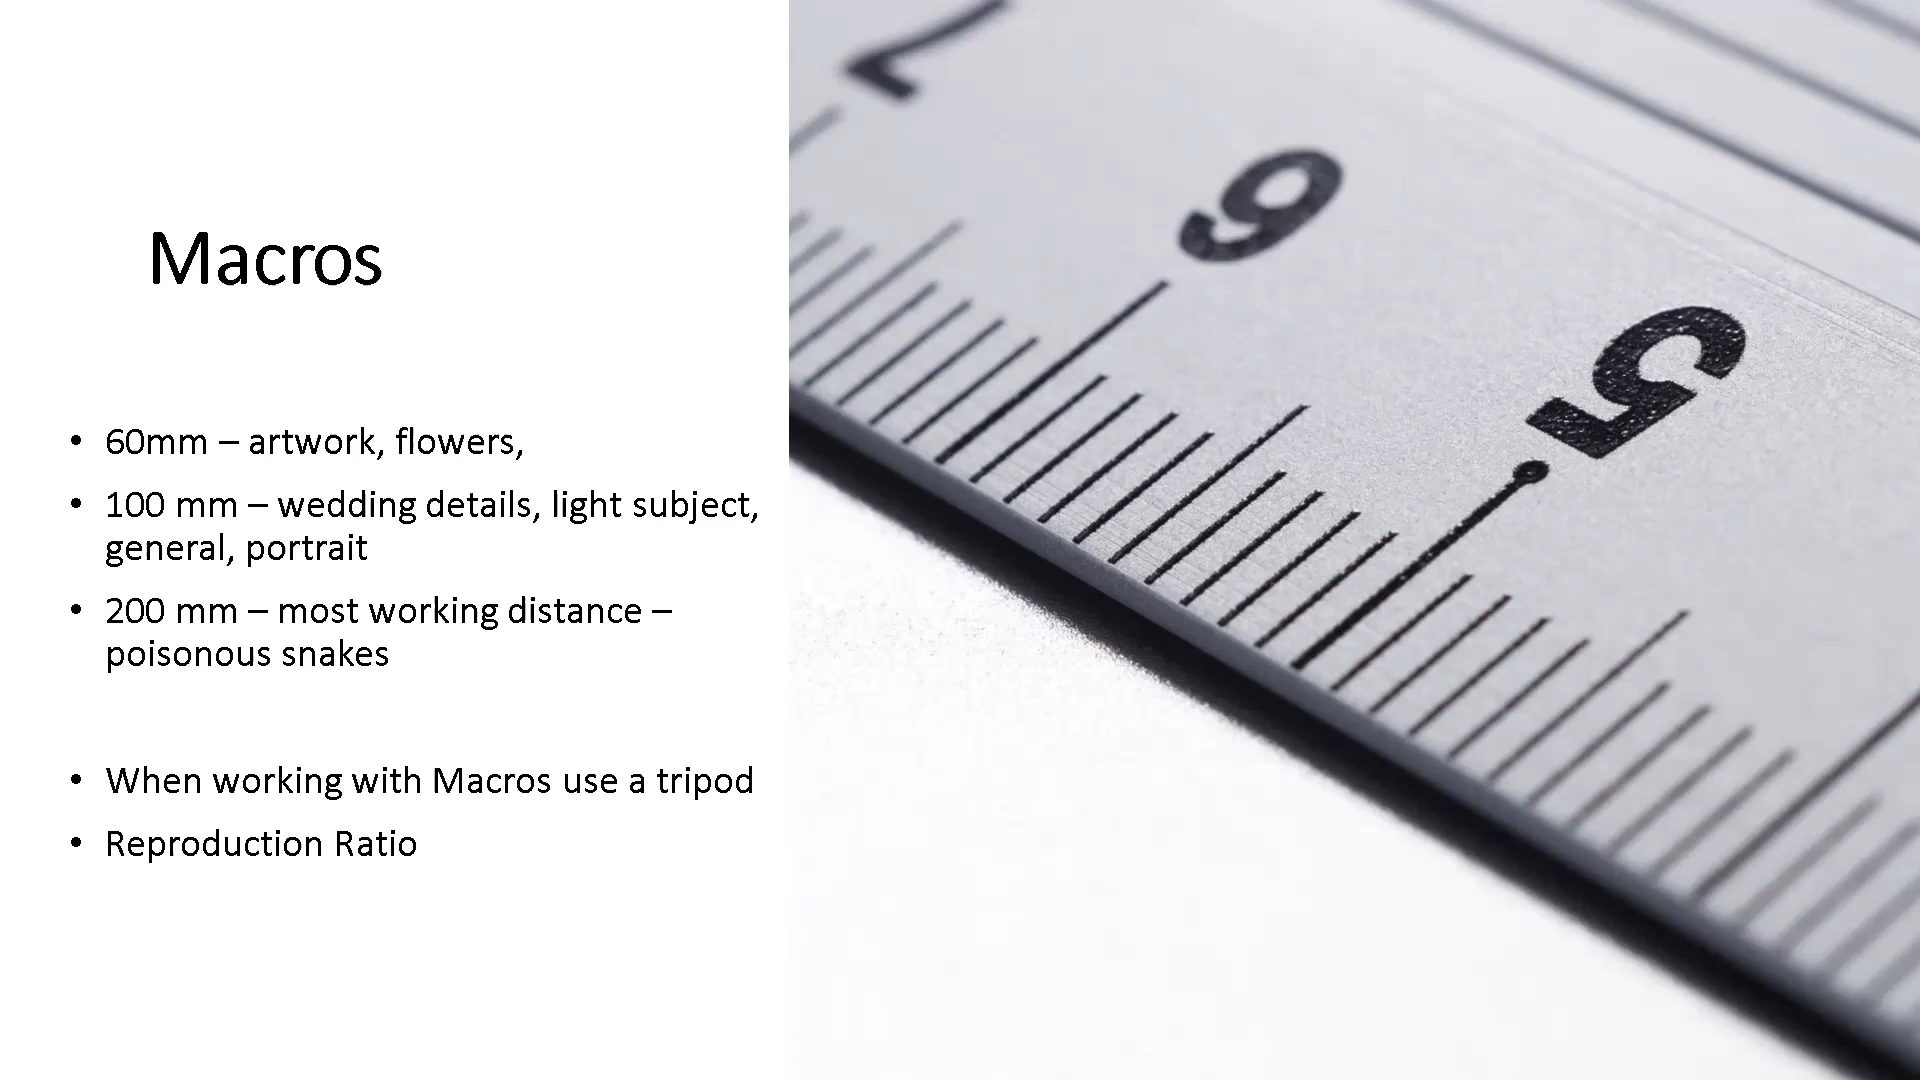 Macros
• 60mm – artwork, flowers,
• 100 mm – wedding details, light subject,
general, portrait
• 200 mm – most working distance –
poisonous snakes
• When working with Macros use a tripod
• Reproduction Ratio
7
6
5